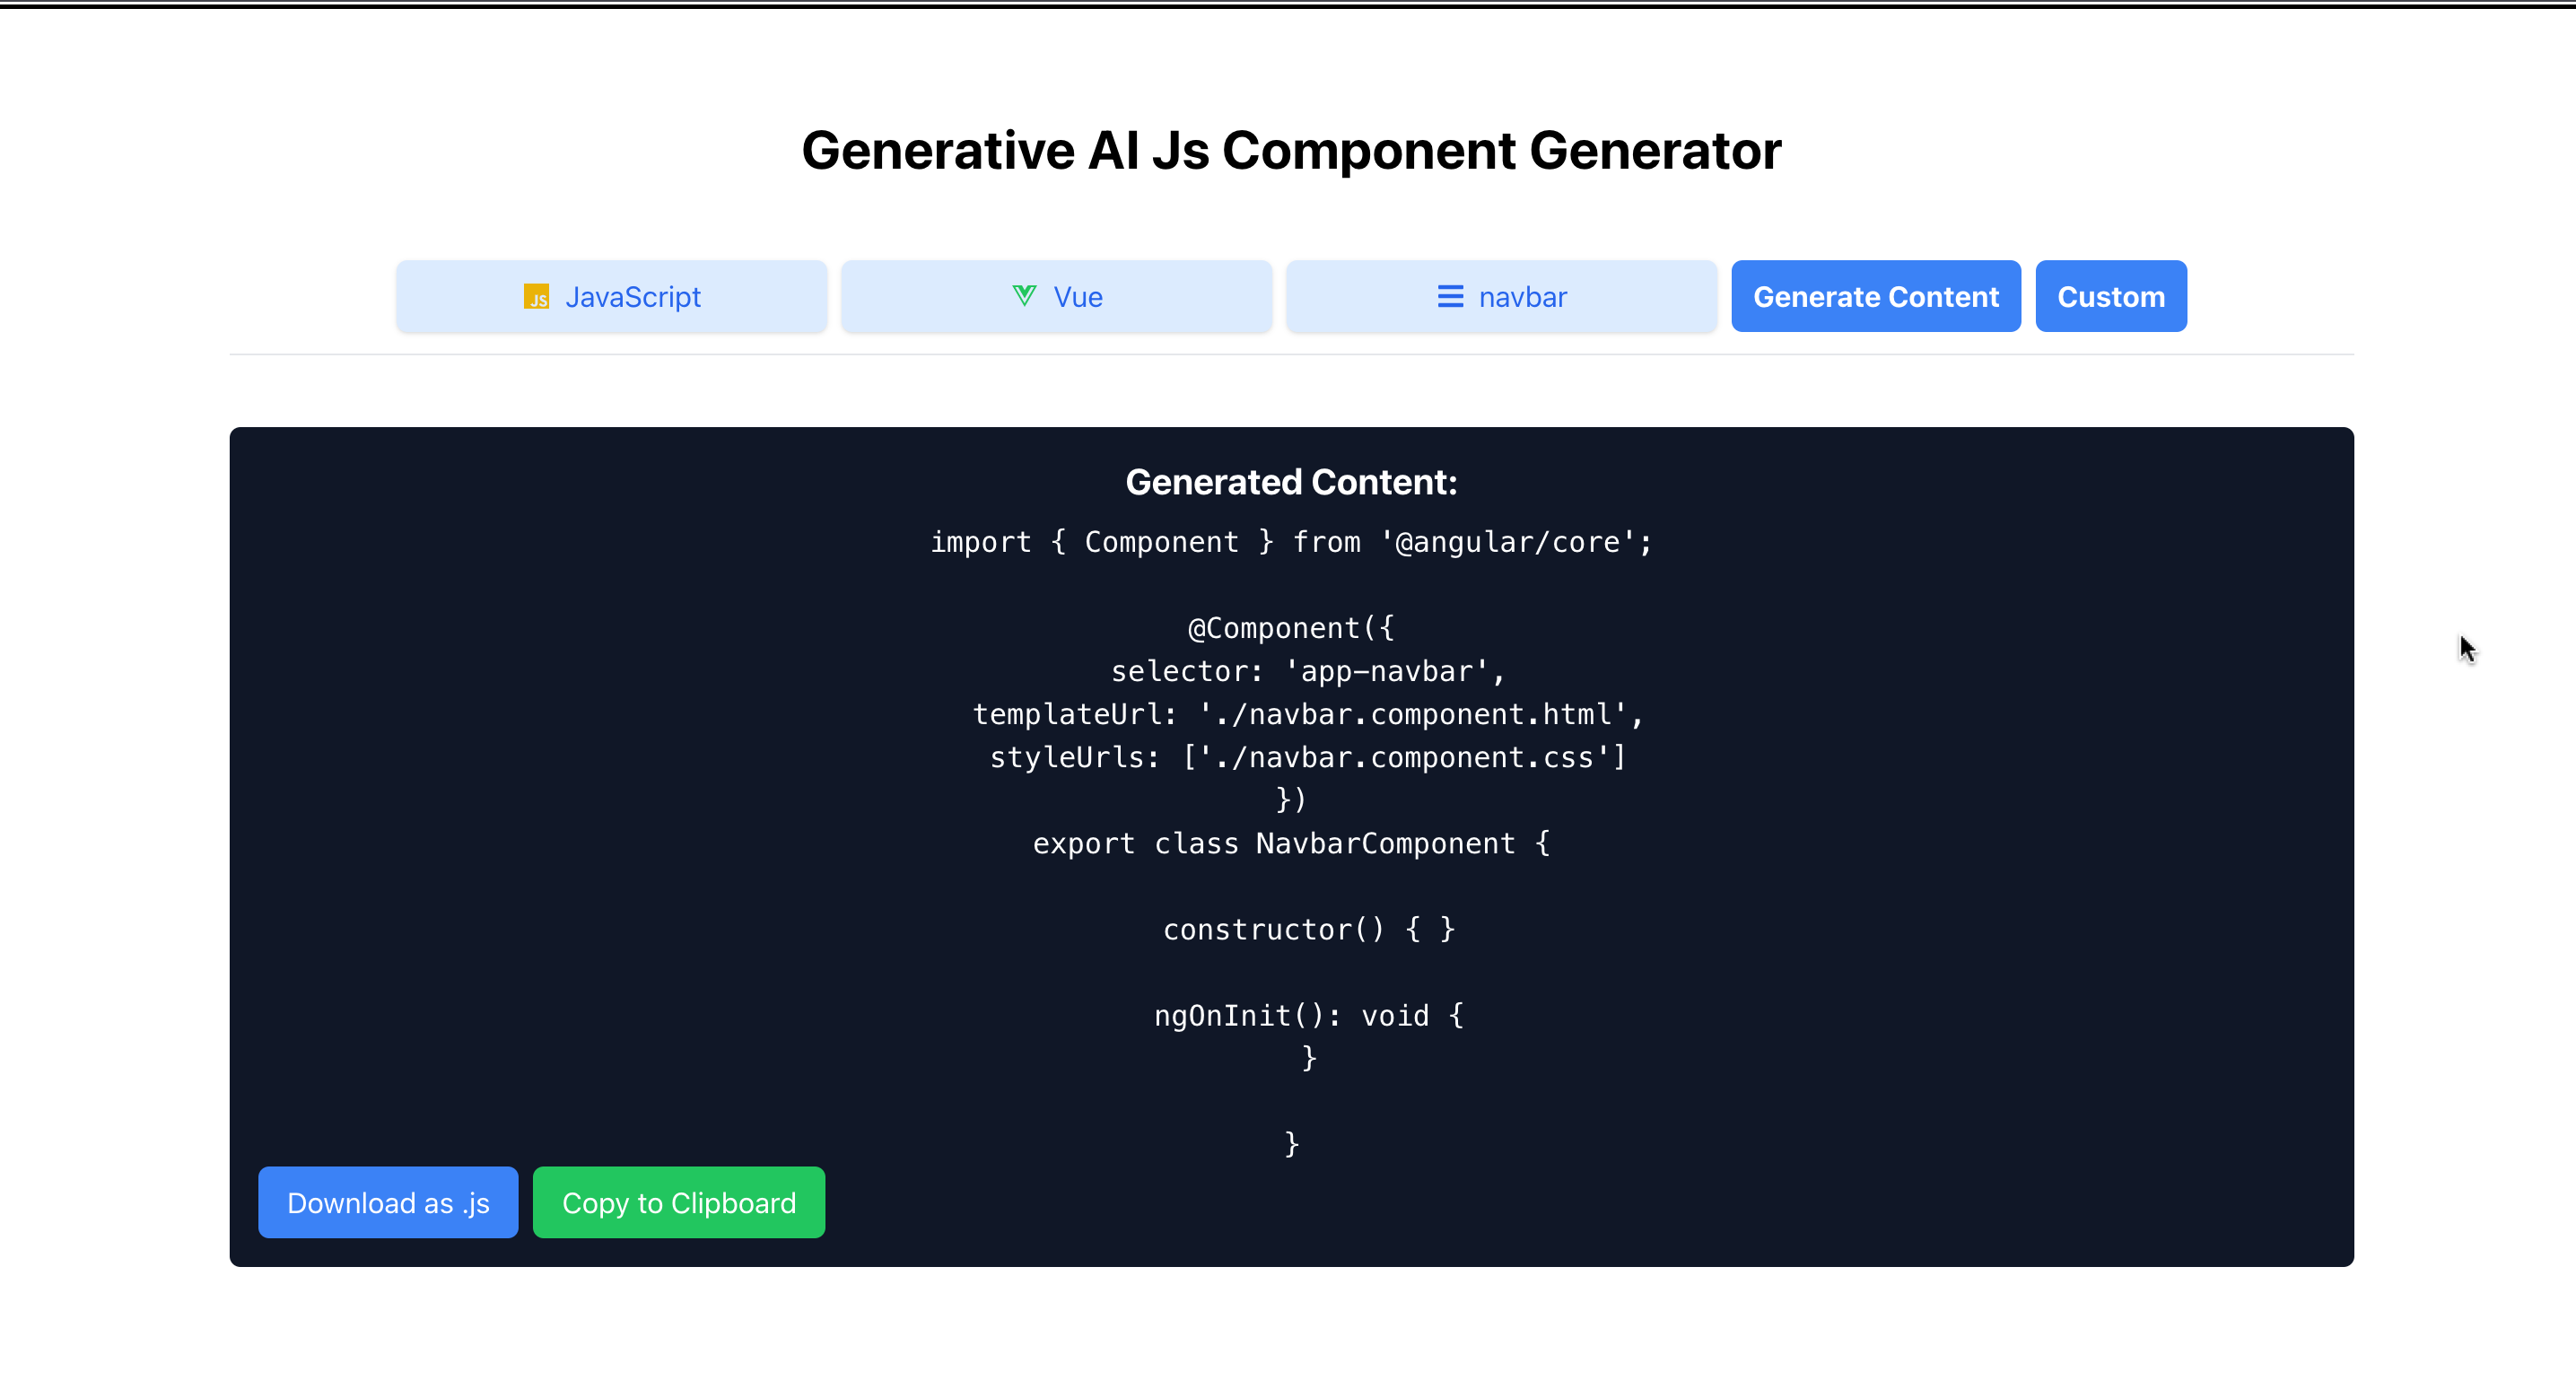 Generative AI Js Component Generator
JS JavaScript Vue navbar Generate Content Custom
Generated Content:
import { Component } from '@angular/core';
@Component({
selector: 'app-navbar',
templateUrl: './navbar.component.html',
styleUrls: ['./navbar.component.css']
})
export class NavbarComponent {
constructor() { }
ngOnInit(): void {
}
}
Download as .js Copy to Clipboard